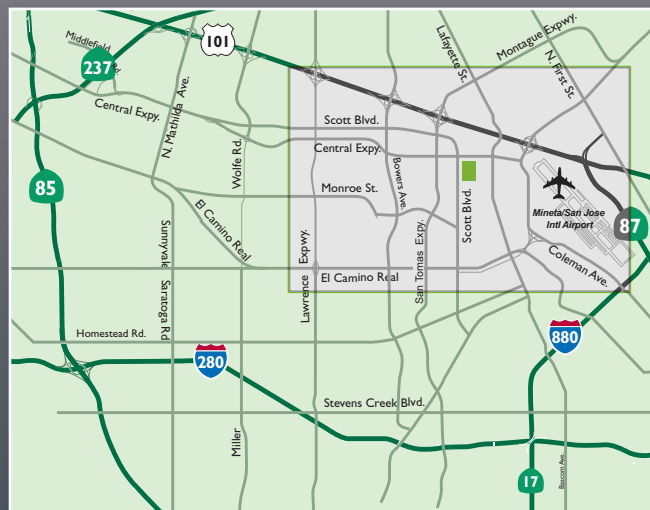 Middlefield Rd.
237
101
Lafayette St.
Montague Expwy.
N. First St.
Central Expy.
N. Mathilda Ave.
Wolfe Rd.
Scott Blvd.
Central Expy.
Monroe St.
Bowers Ave.
Scott Blvd.
Mineta/San Jose
Intl Airport
87
85
El Camino Real
Sunnyvale Saratoga Rd
Lawrence Expwy.
El Camino Real
San Tomas Expy.
Coleman Ave.
Homestead Rd.
280
880
Stevens Creek Blvd.
Miller
17
Bascom Ave.